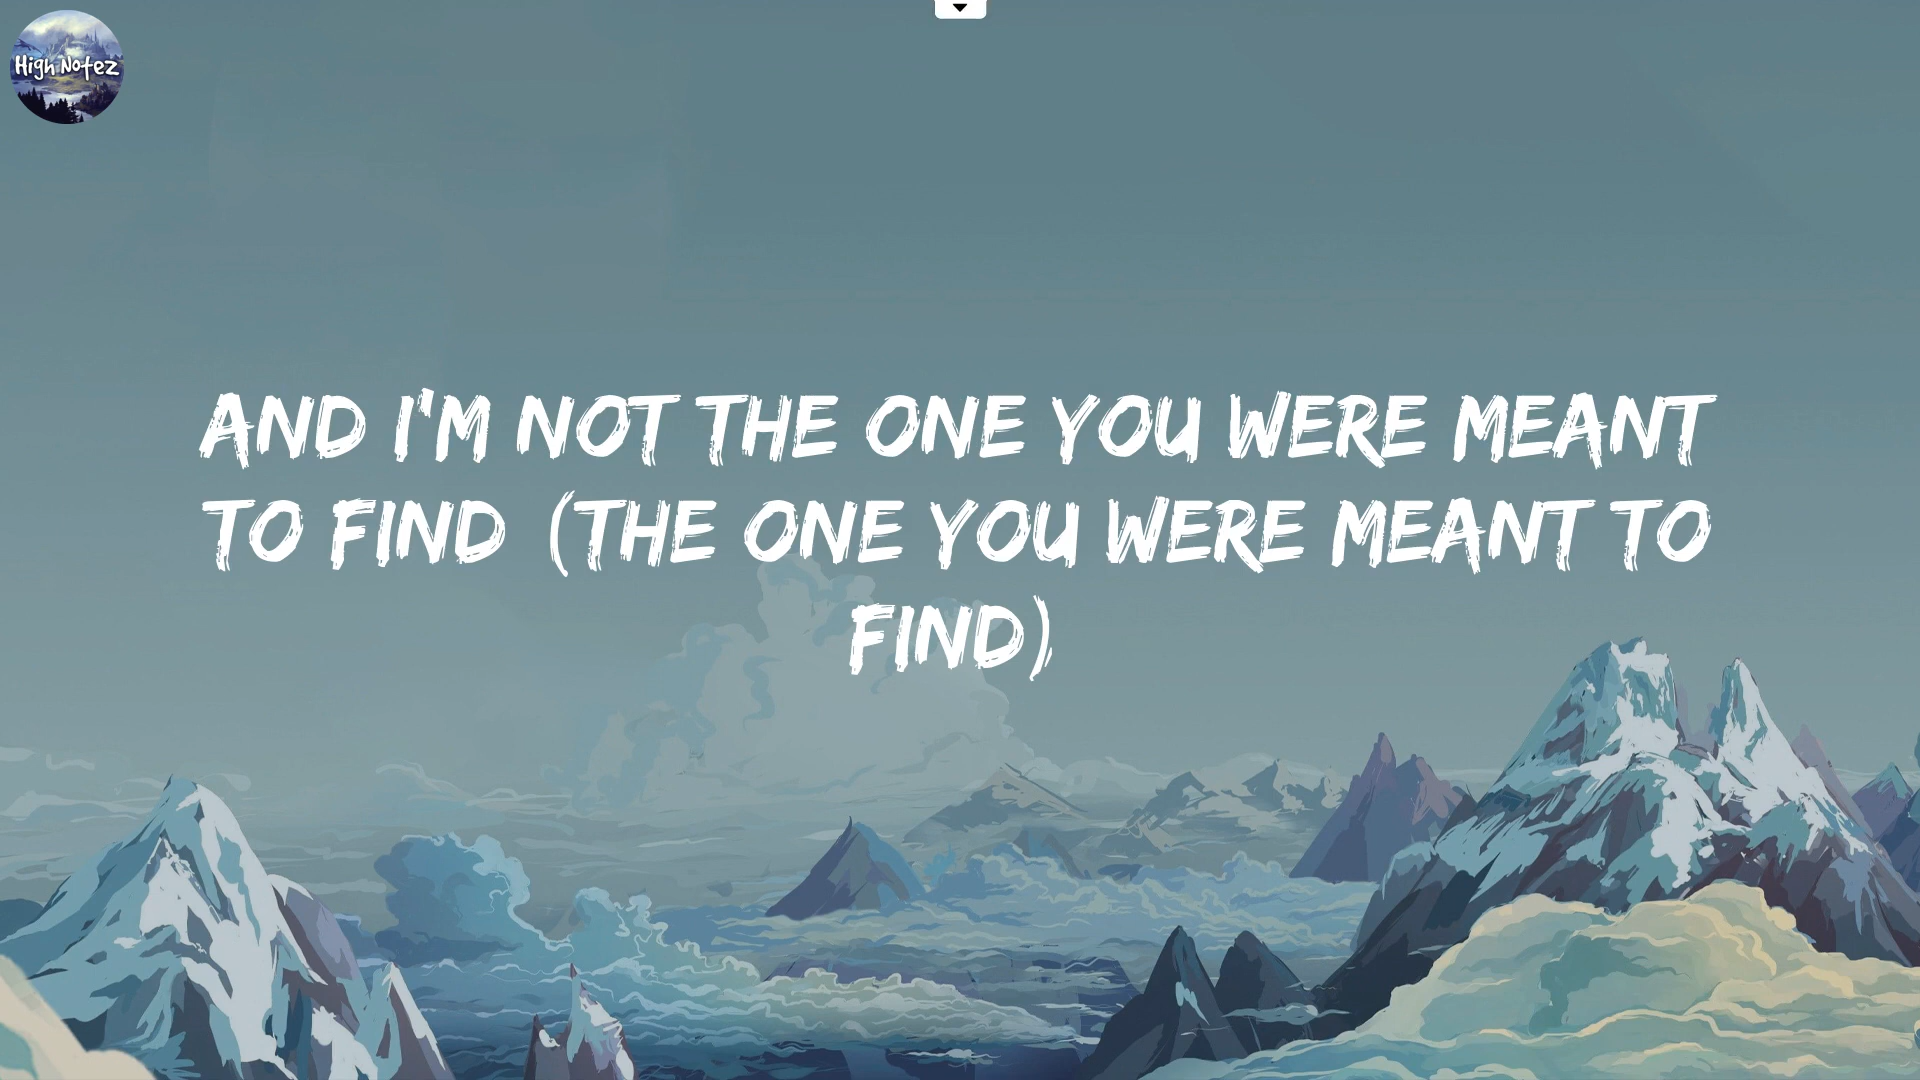 High Notez
AND I'M NOT THE ONE YOU WERE MEANT
TO FIND (THE ONE YOU WERE MEANT TO
FIND)